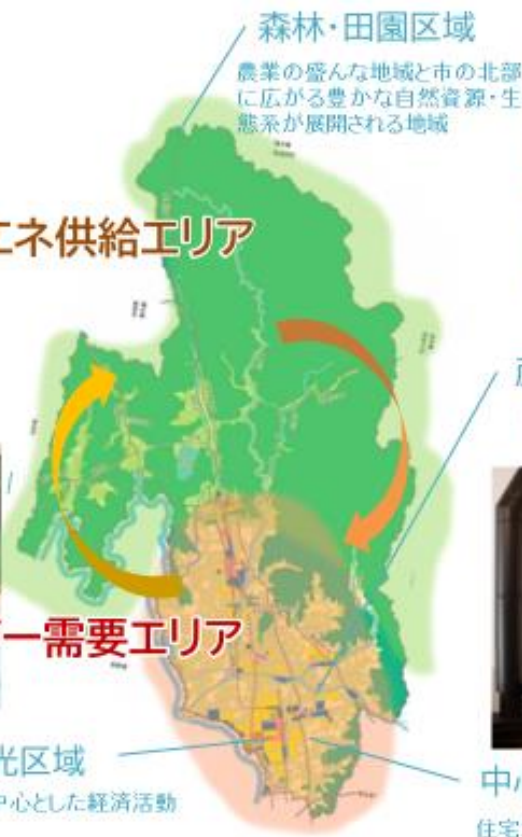 森林・田園区域
農業の盛んな地域と市の北部
に広がる豊かな自然資源・生
態系が展開される地域
エネ供給エリア
ー需要エリア
光区域
中心とした経済活動
中心
住宅